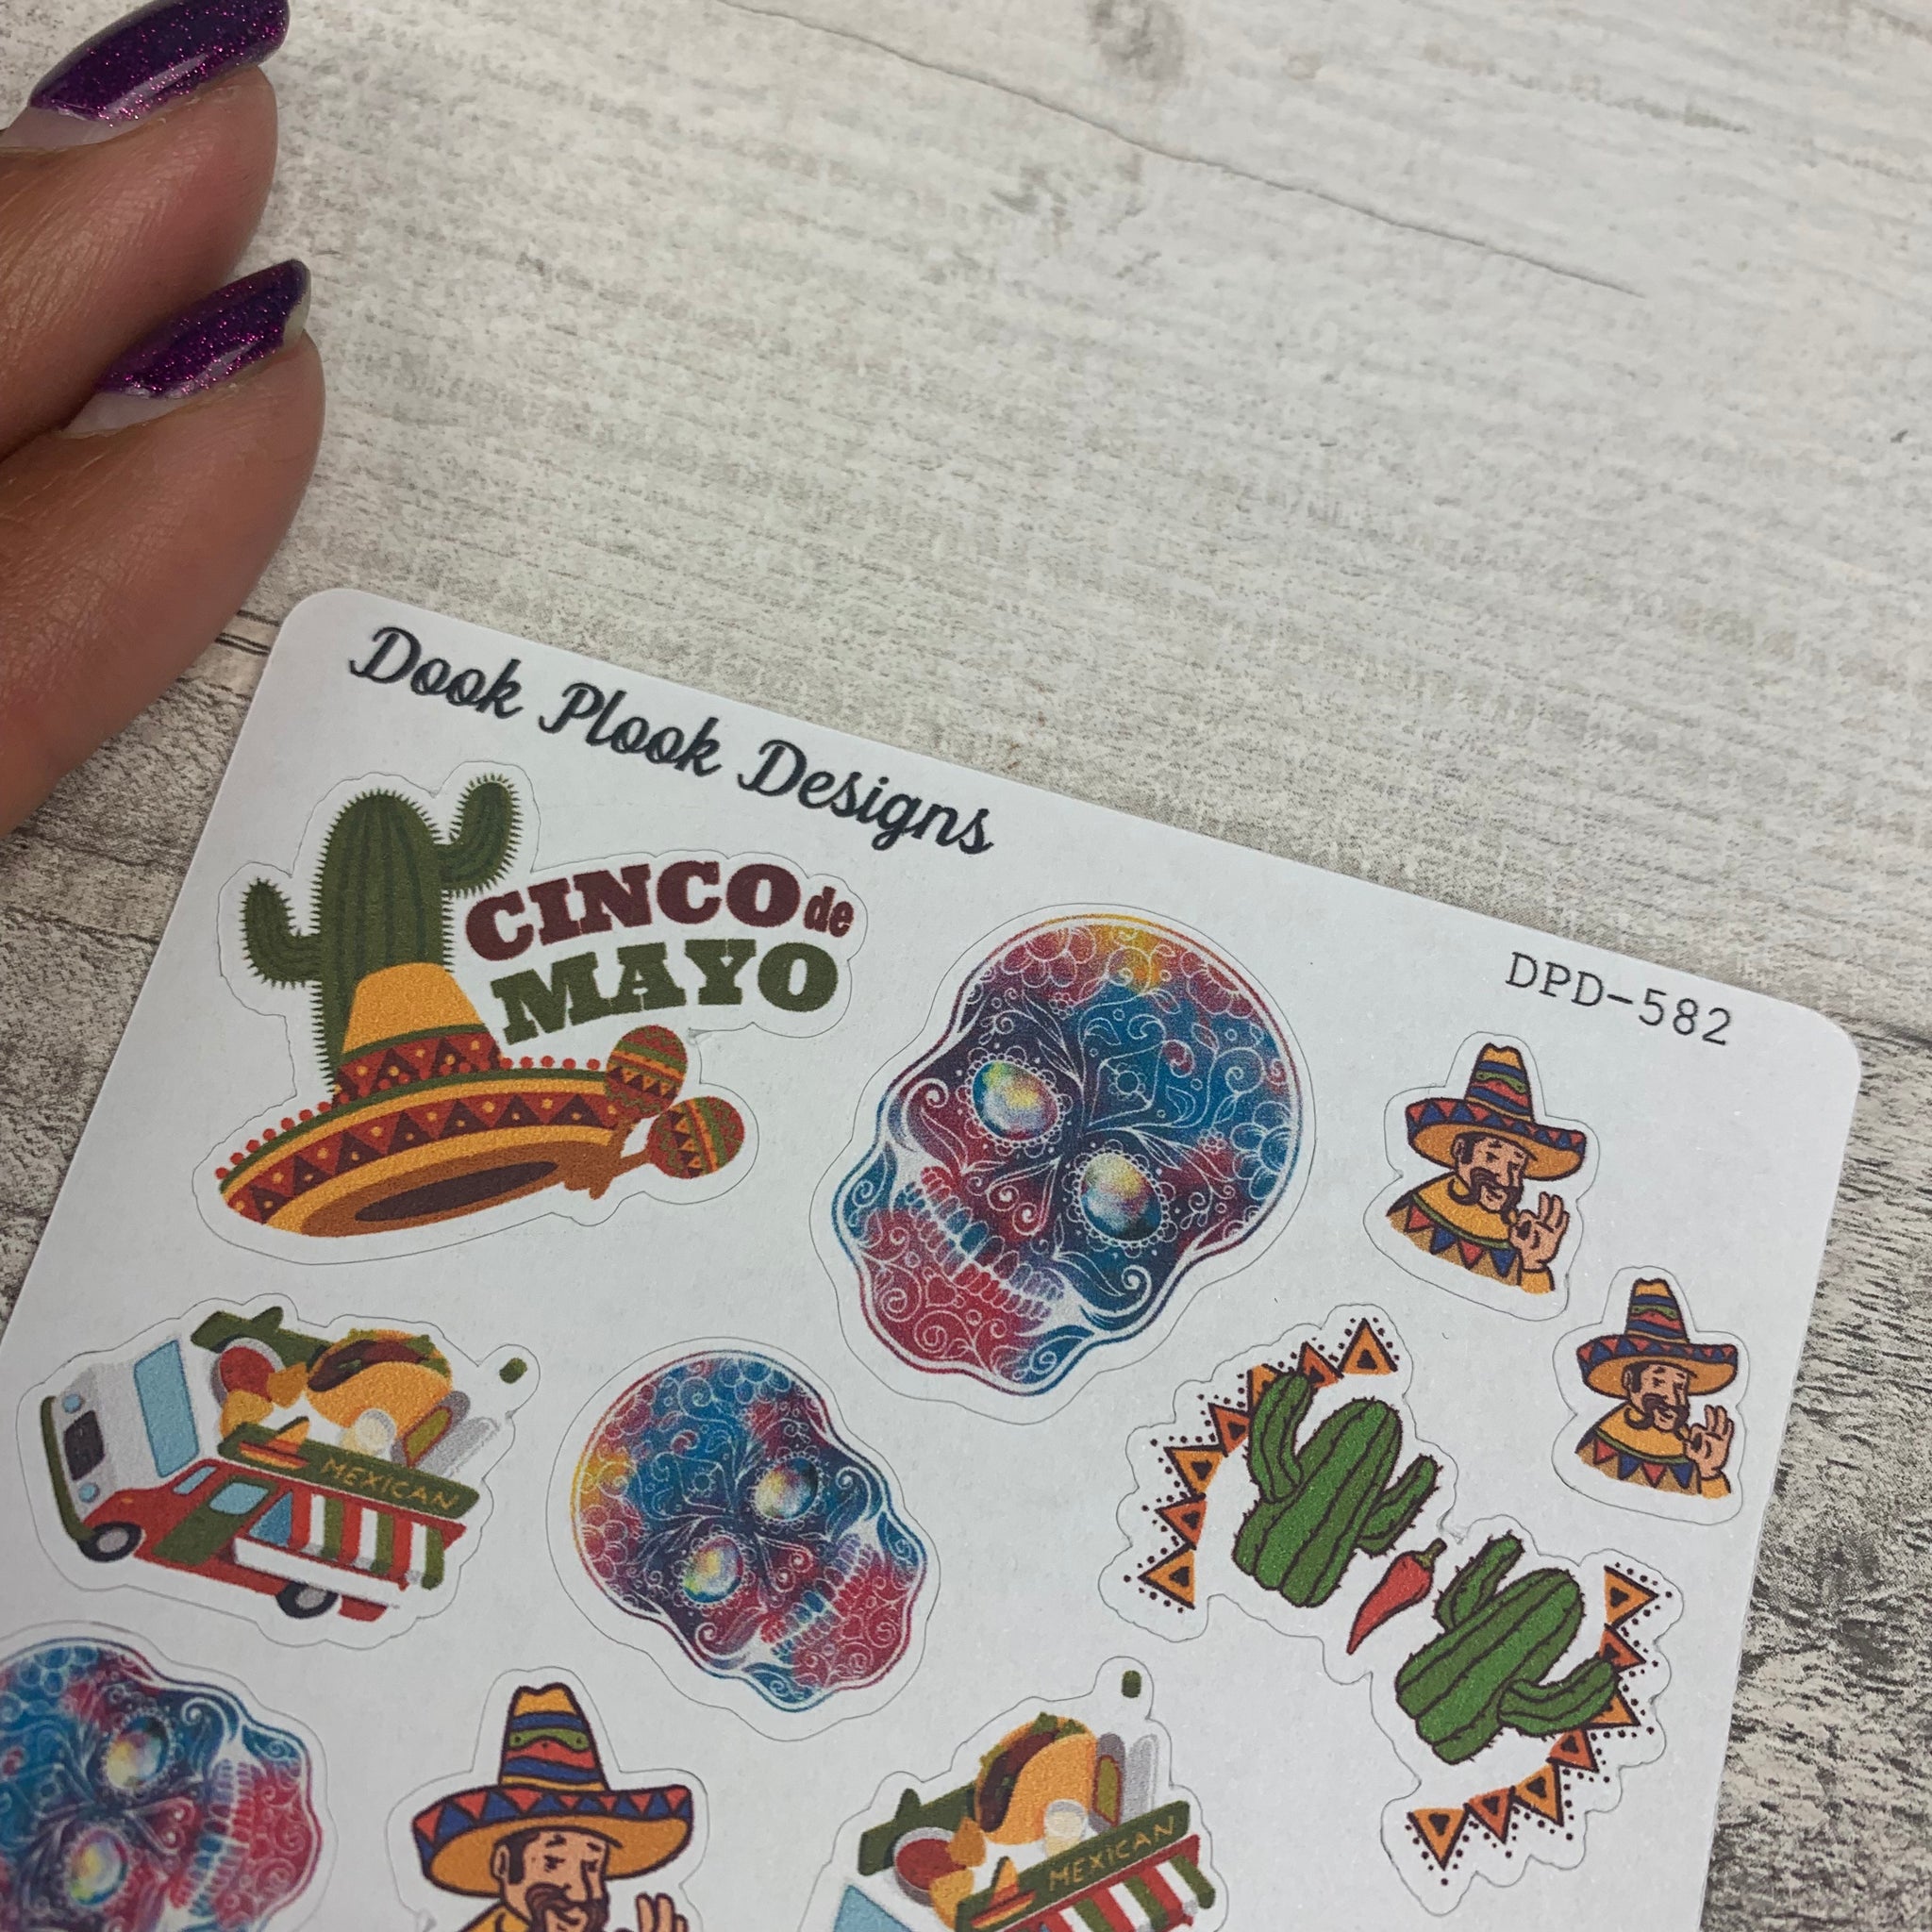 Dook Plook Designs
DPD-582
CINCO de
MAYO
MEXICAN
MEXICAN